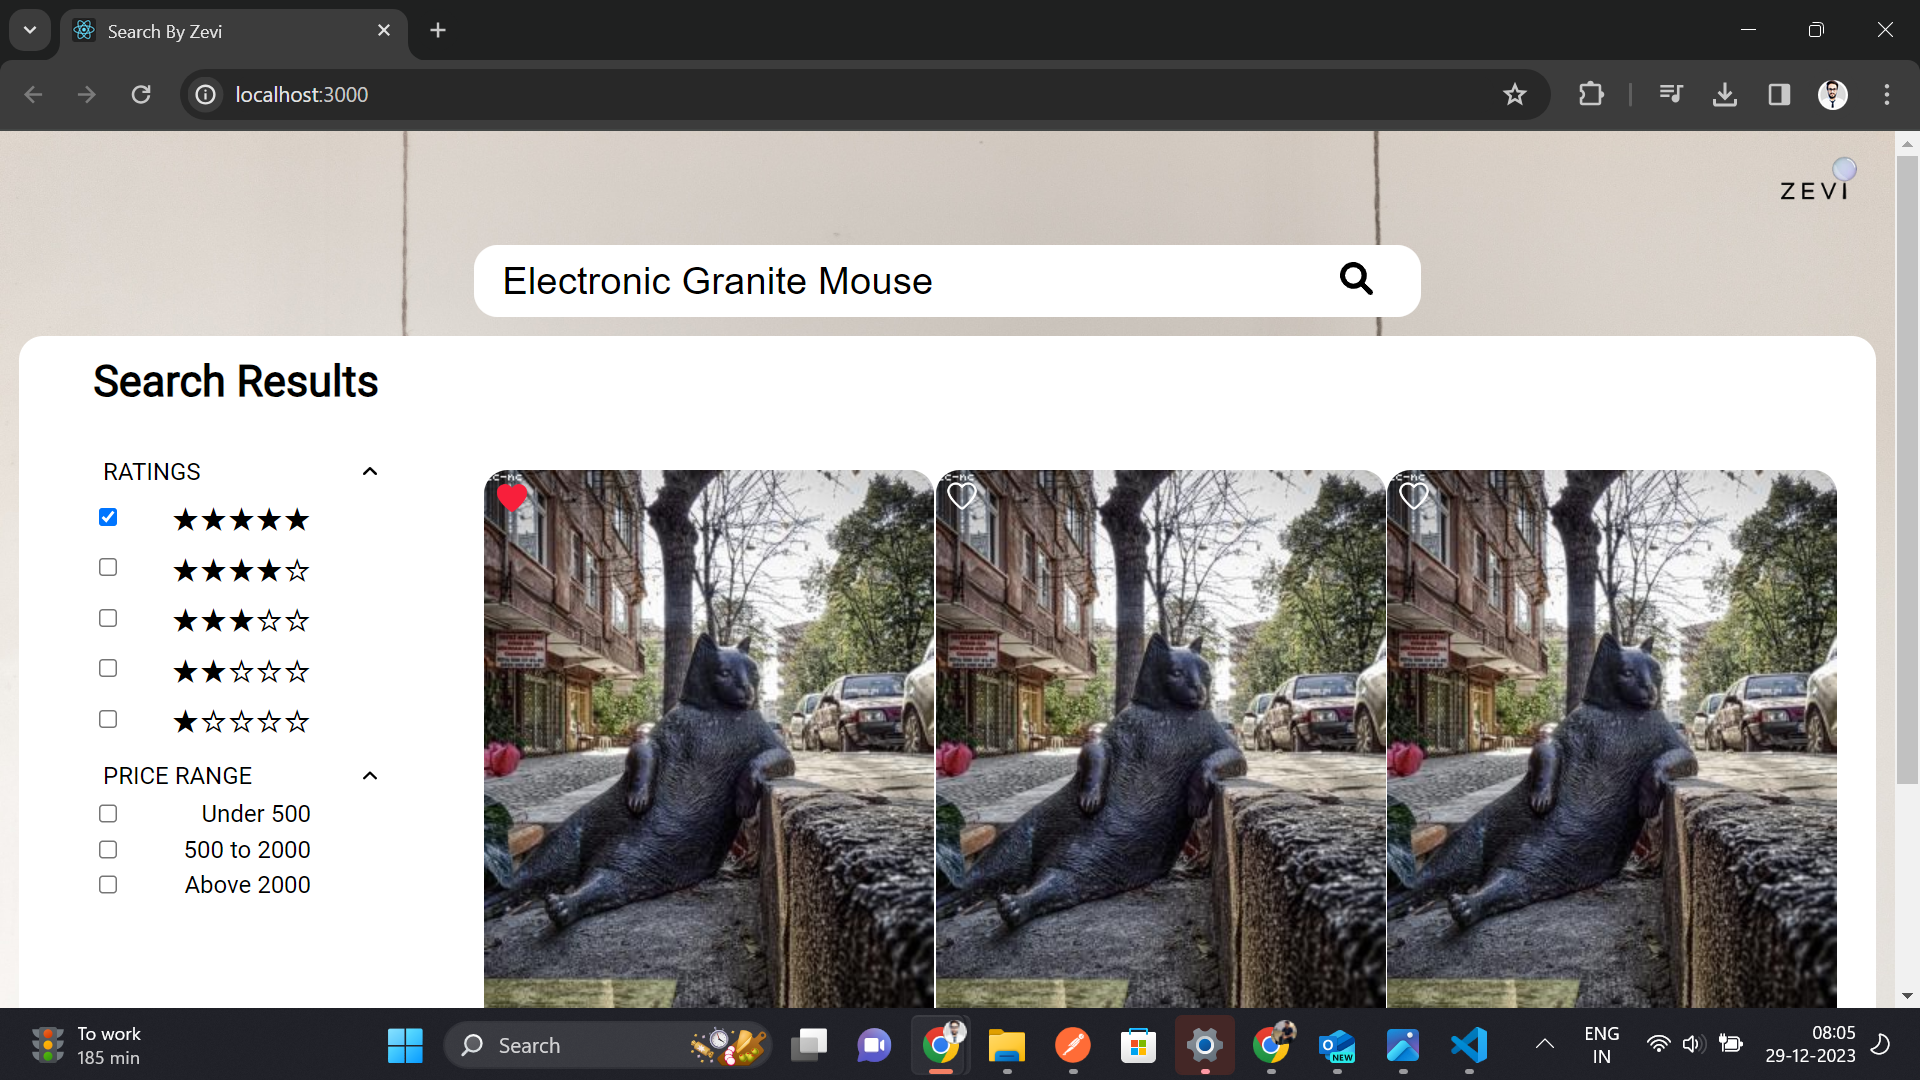 Search By Zevi
localhost:3000
ZEVI
Electronic Granite Mouse
Search Results
RATINGS
★★★★★
★★★★☆
★★★☆☆
★★☆☆☆
★☆☆☆☆
PRICE RANGE
Under 500
500 to 2000
Above 2000
To work
185 min
Search
NEW
ENG
IN
08:05
29-12-2023